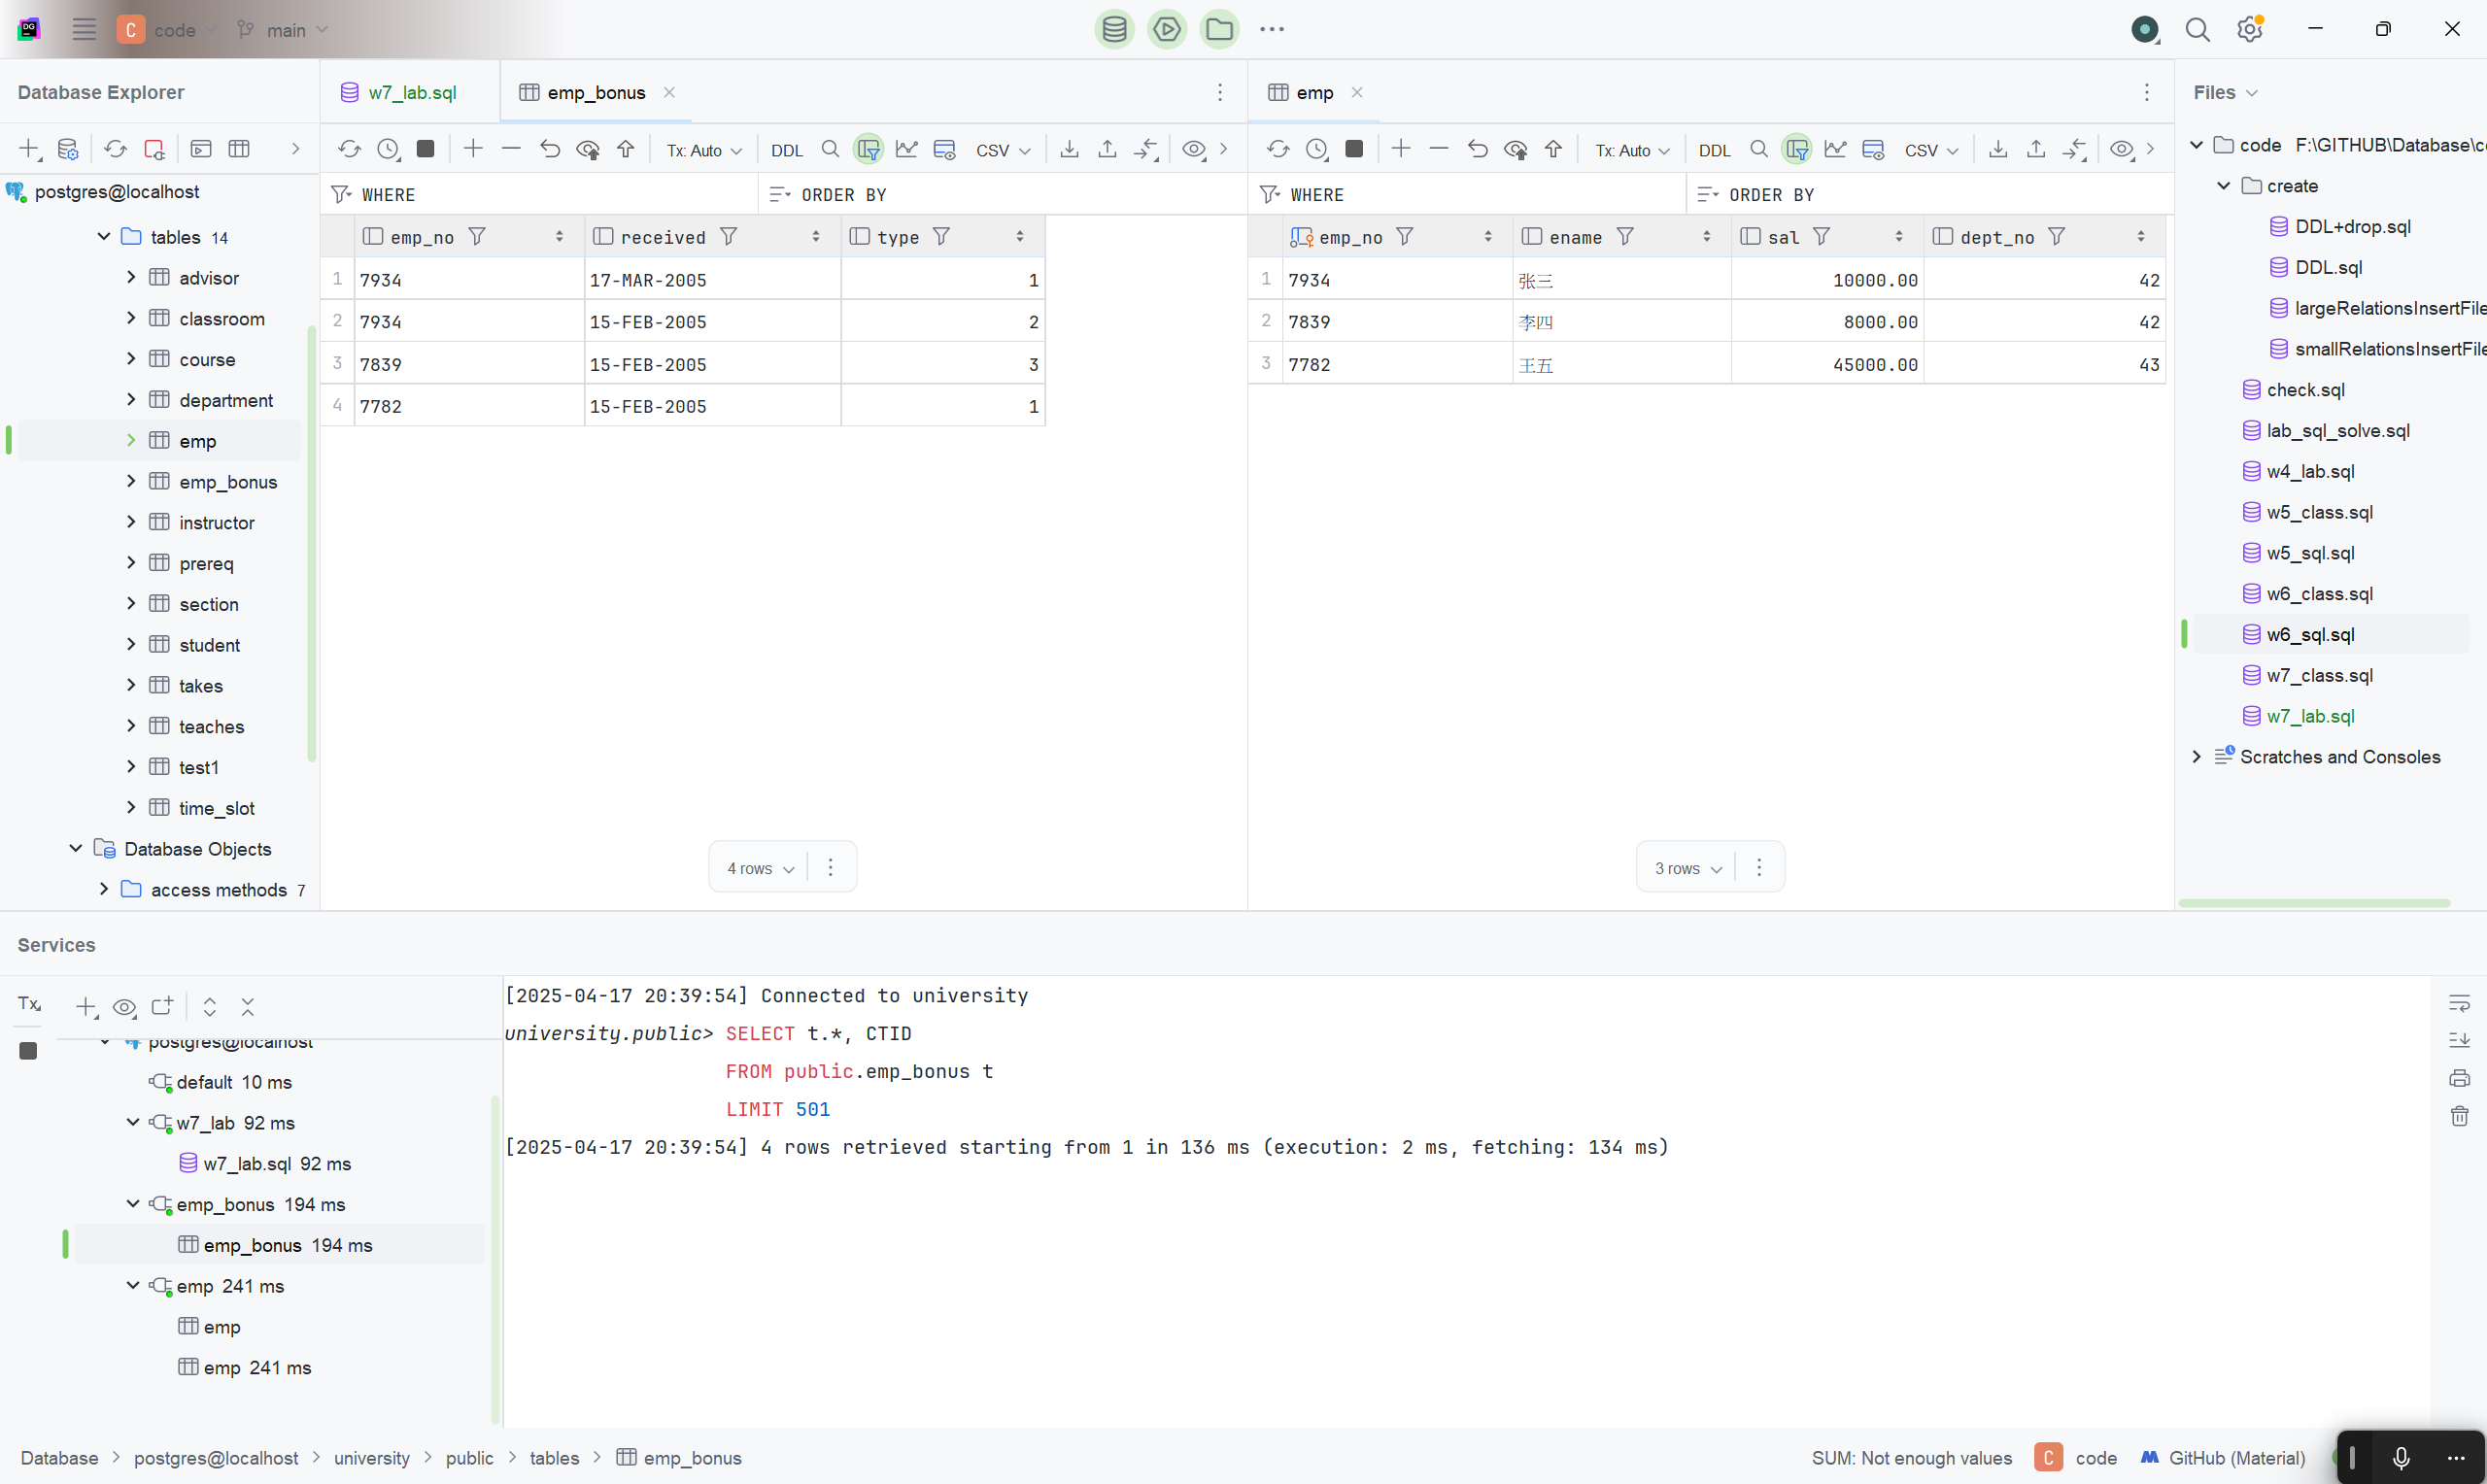 DG
C code main
Database Explorer
postgres@localhost
tables 14
advisor
classroom
course
department
emp
emp_bonus
instructor
prereq
section
student
takes
teaches
test1
time_slot
Database Objects
access methods 7
w7_lab.sql emp_bonus
Tx: Auto DDL CSV
WHERE ORDER BY
emp_no received type
1 7934 17-MAR-2005 1
2 7934 15-FEB-2005 2
3 7839 15-FEB-2005 3
4 7782 15-FEB-2005 1
4 rows
emp
Tx: Auto DDL CSV
WHERE ORDER BY
emp_no ename sal dept_no
1 7934 张三 10000.00 42
2 7839 李四 8000.00 42
3 7782 王五 45000.00 43
3 rows
Files
code F:\GITHUB\Database\c
create
DDL+drop.sql
DDL.sql
largeRelationsInsertFile
smallRelationsInsertFile
check.sql
lab_sql_solve.sql
w4_lab.sql
w5_class.sql
w5_sql.sql
w6_class.sql
w6_sql.sql
w7_class.sql
w7_lab.sql
Scratches and Consoles
Services
Tx
postgres@localhost
default 10 ms
w7_lab 92 ms
w7_lab.sql 92 ms
emp_bonus 194 ms
emp_bonus 194 ms
emp 241 ms
emp
emp 241 ms
[2025-04-17 20:39:54] Connected to university
university.public> SELECT t.*, CTID
FROM public.emp_bonus t
LIMIT 501
[2025-04-17 20:39:54] 4 rows retrieved starting from 1 in 136 ms (execution: 2 ms, fetching: 134 ms)
Database > postgres@localhost > university > public > tables > emp_bonus
SUM: Not enough values C code GitHub (Material)